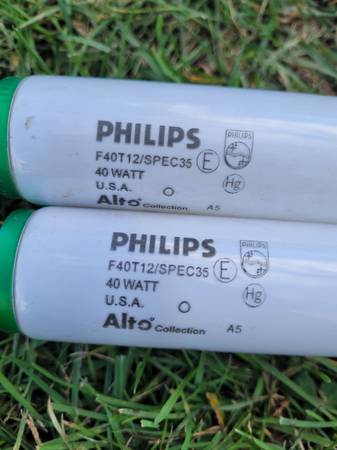 PHILIPS
F40T12/SPEC35 E
40 WATT Hg
U.S.A.
Alto Collection A5
PHILIPS
F40T12/SPEC35 E
40 WATT Hg
U.S.A.
Alto Collection A5